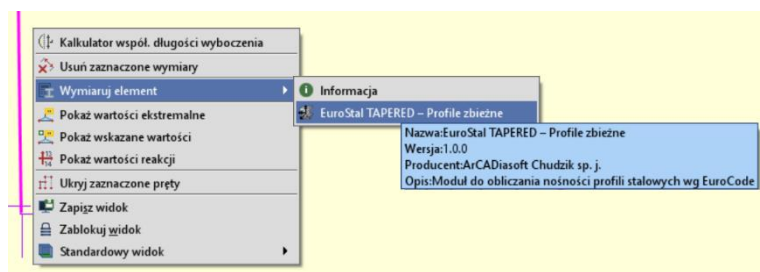 Kalkulator współ. długości wyboczenia
Usuń zaznaczone wymiary
Wymiaruj element
Pokaż wartości ekstremalne
Pokaż wskazane wartości
Pokaż wartości reakcji
Ukryj zaznaczone pręty
Zapisz widok
Zablokuj widok
Standardowy widok
Informacja
EuroStal TAPERED – Profile zbieżne
Nazwa:EuroStal TAPERED – Profile zbieżne
Wersja:1.0.0
Producent:ArCADiasoft Chudzik sp. j.
Opis:Moduł do obliczania nośności profili stalowych wg EuroCode